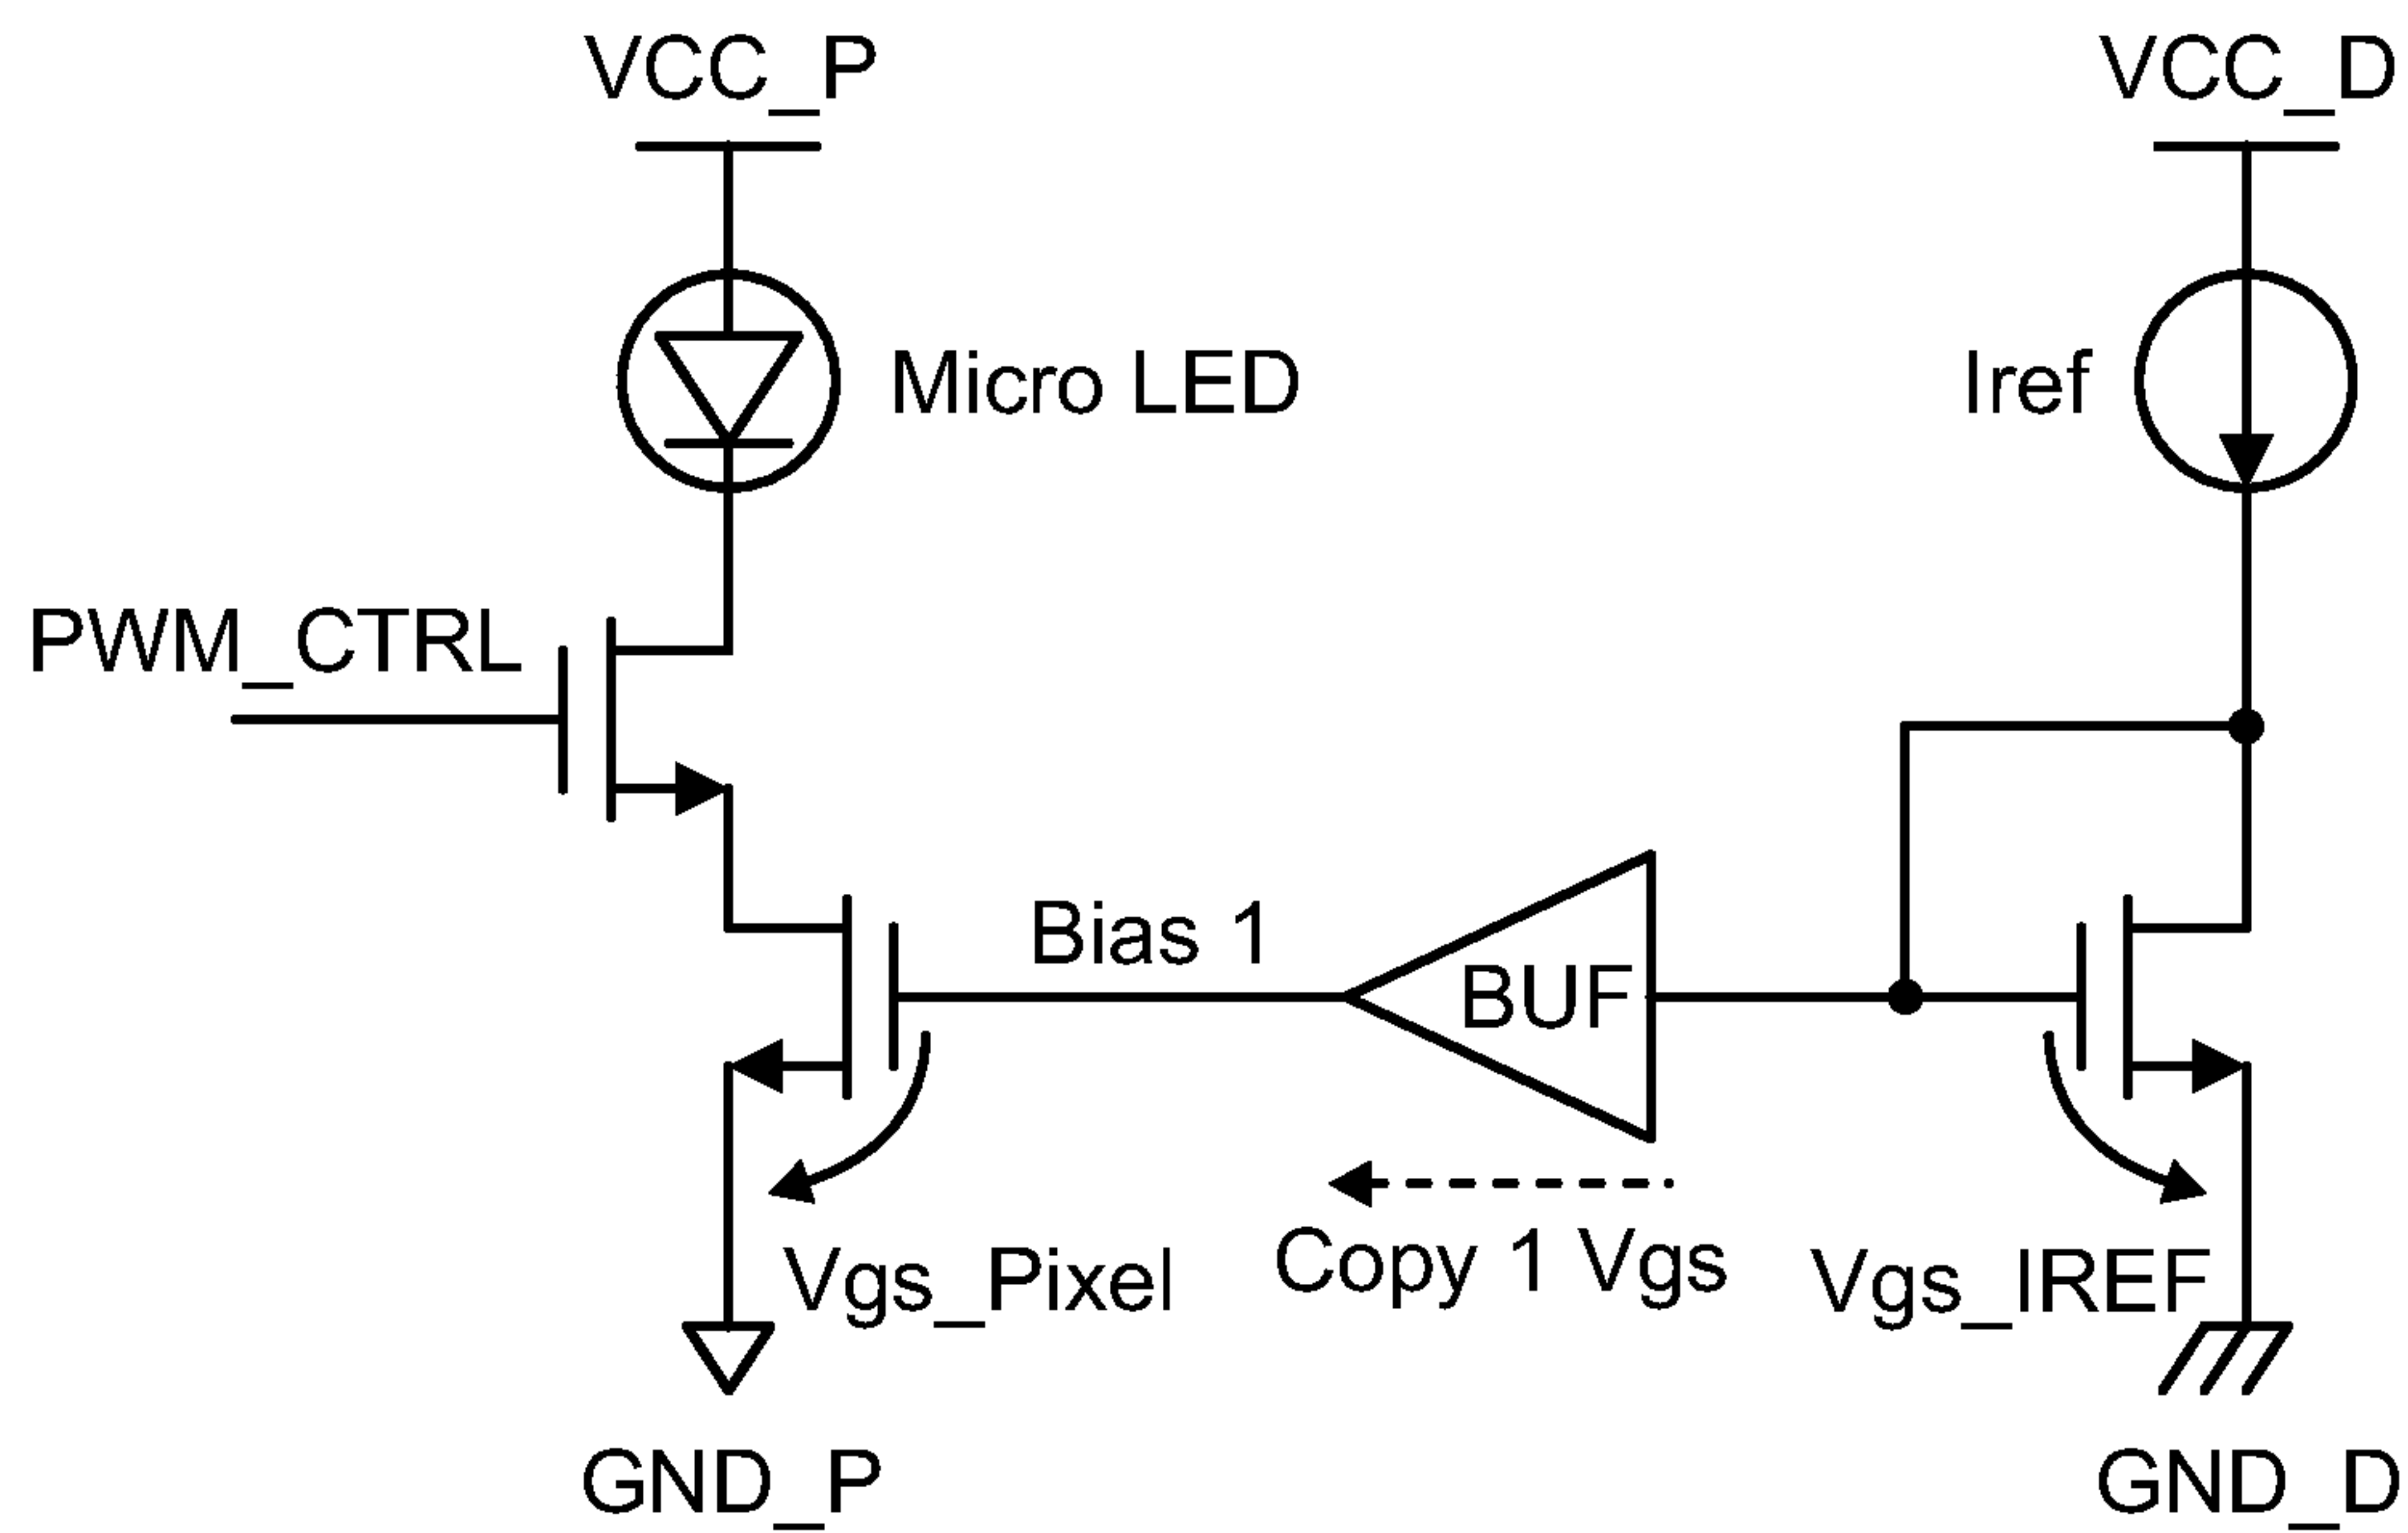 VCC_P
VCC_D
Micro LED
Iref
PWM_CTRL
Bias 1
BUF
Vgs_Pixel
Copy 1 Vgs
Vgs_IREF
GND_P
GND_D